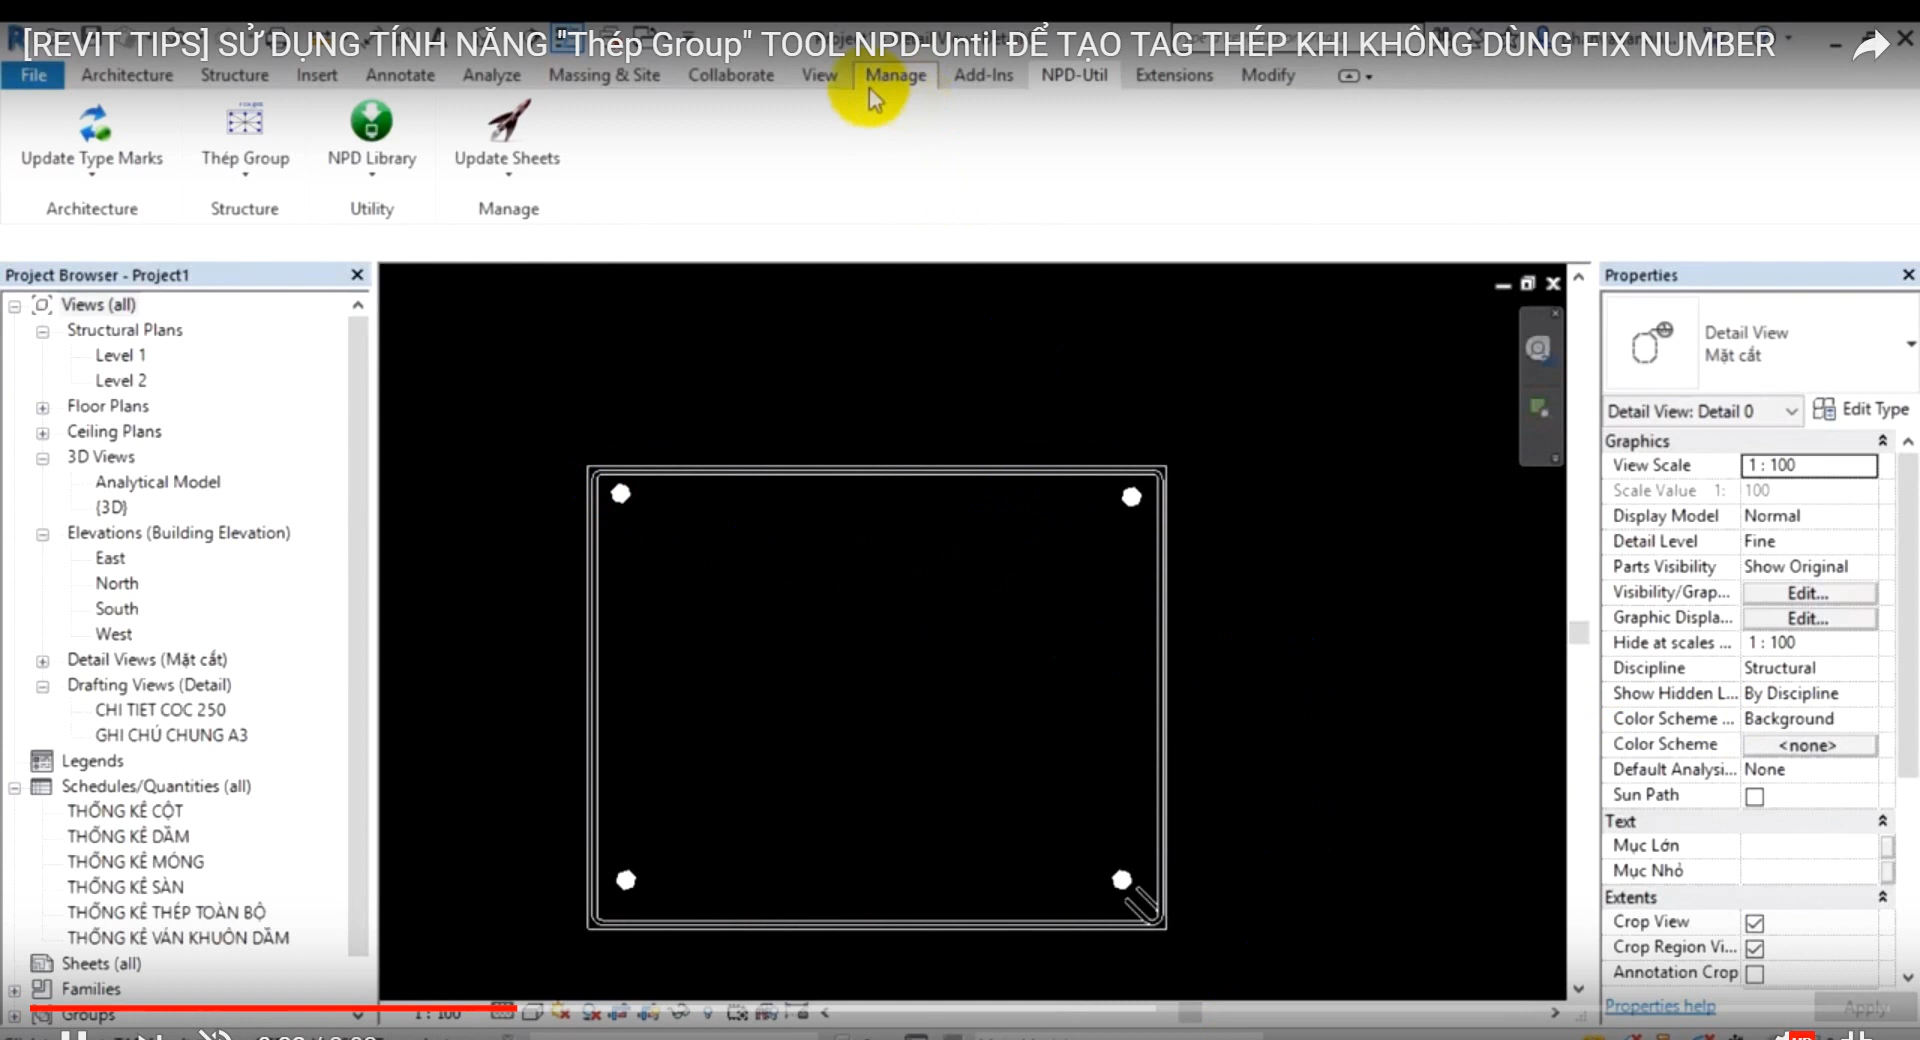 [REVIT TIPS] SỬ DỤNG TÍNH NĂNG "Thép Group" TOOL NPD-Until ĐỂ TẠO TAG THÉP KHI KHÔNG DÙNG FIX NUMBER
File Architecture Structure Insert Annotate Analyze Massing & Site Collaborate View Manage Add-Ins NPD-Util Extensions Modify
Update Type Marks Thép Group NPD Library Update Sheets
Architecture Structure Utility Manage
Project Browser - Project1
Views (all)
Structural Plans
Level 1
Level 2
Floor Plans
Ceiling Plans
3D Views
Analytical Model
{3D}
Elevations (Building Elevation)
East
North
South
West
Detail Views (Mặt cắt)
Drafting Views (Detail)
CHI TIET COC 250
GHI CHÚ CHUNG A3
Legends
Schedules/Quantities (all)
THỐNG KÊ CỘT
THỐNG KÊ DẦM
THỐNG KÊ MÓNG
THỐNG KÊ SÀN
THỐNG KÊ THÉP TOÀN BỘ
THỐNG KÊ VÁN KHUÔN DẦM
Sheets (all)
Families
Groups
1 : 100
Properties
Detail View
Mặt cắt
Detail View: Detail 0 Edit Type
Graphics
View Scale 1 : 100
Scale Value 1: 100
Display Model Normal
Detail Level Fine
Parts Visibility Show Original
Visibility/Grap... Edit...
Graphic Displa... Edit...
Hide at scales ... 1 : 100
Discipline Structural
Show Hidden L... By Discipline
Color Scheme ... Background
Color Scheme <none>
Default Analysi... None
Sun Path
Text
Mục Lớn
Mục Nhỏ
Extents
Crop View
Crop Region Vi...
Annotation Crop
Properties help Apply